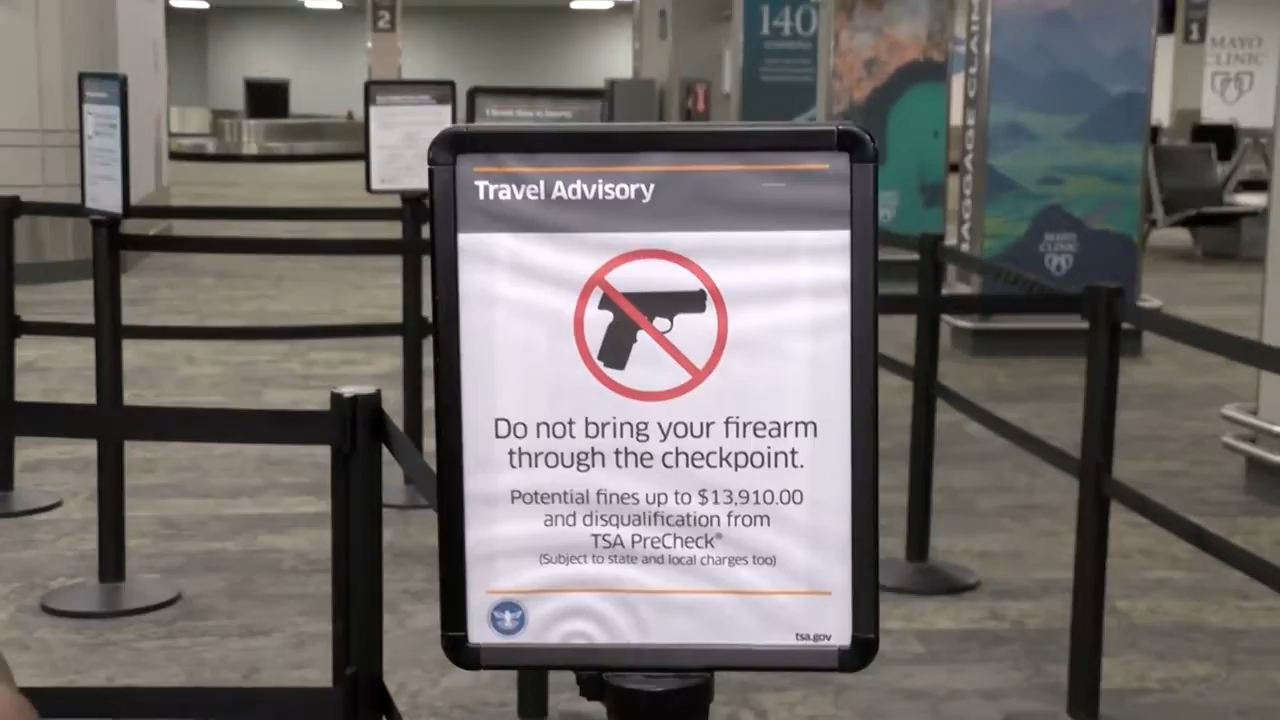 2
140
1
MAYO
CLINIC
BAGGAGE CLAIM
MAYO
CLINIC
Travel Advisory
Do not bring your firearm
through the checkpoint.
Potential fines up to $13,910.00
and disqualification from
TSA PreCheck®
(Subject to state and local charges too)
tsa.gov